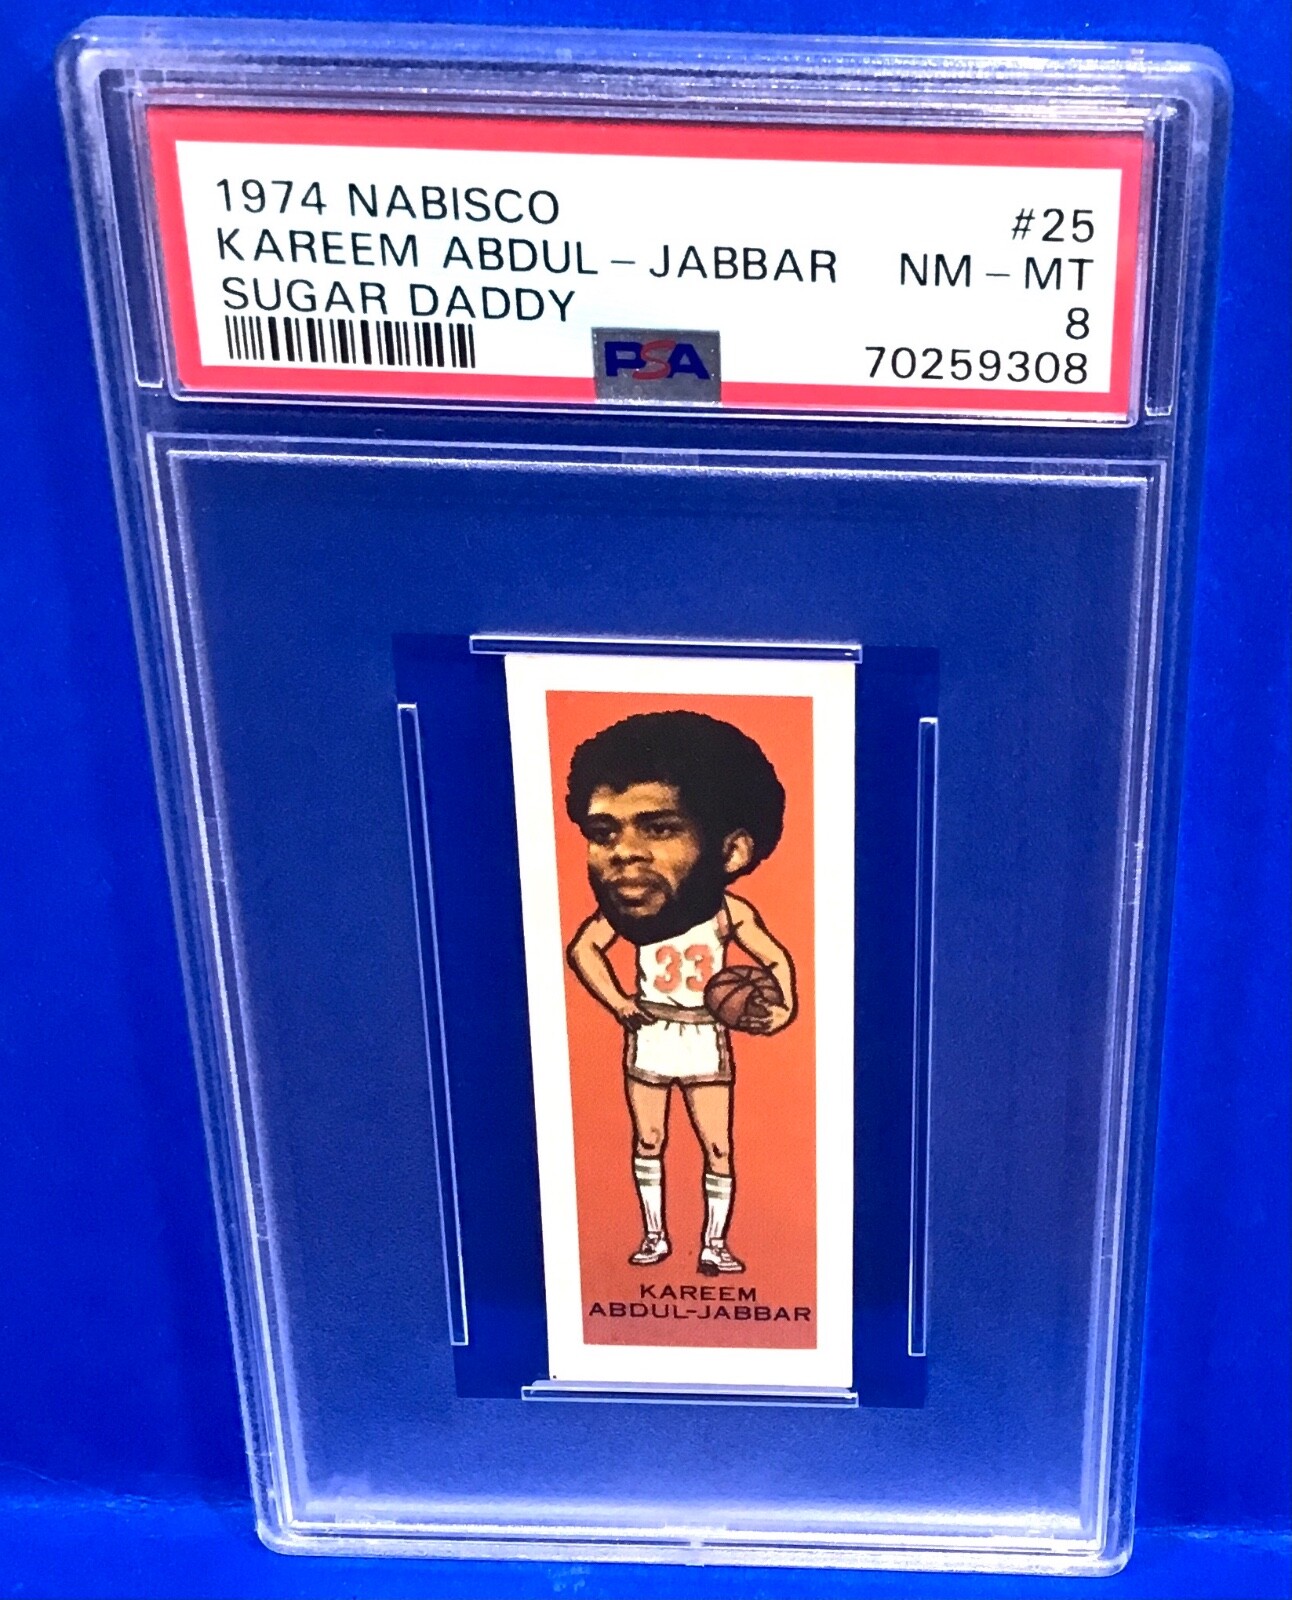 1974 NABISCO #25
KAREEM ABDUL-JABBAR NM-MT
SUGAR DADDY 8
PSA 70259308
33
KAREEM
ABDUL-JABBAR